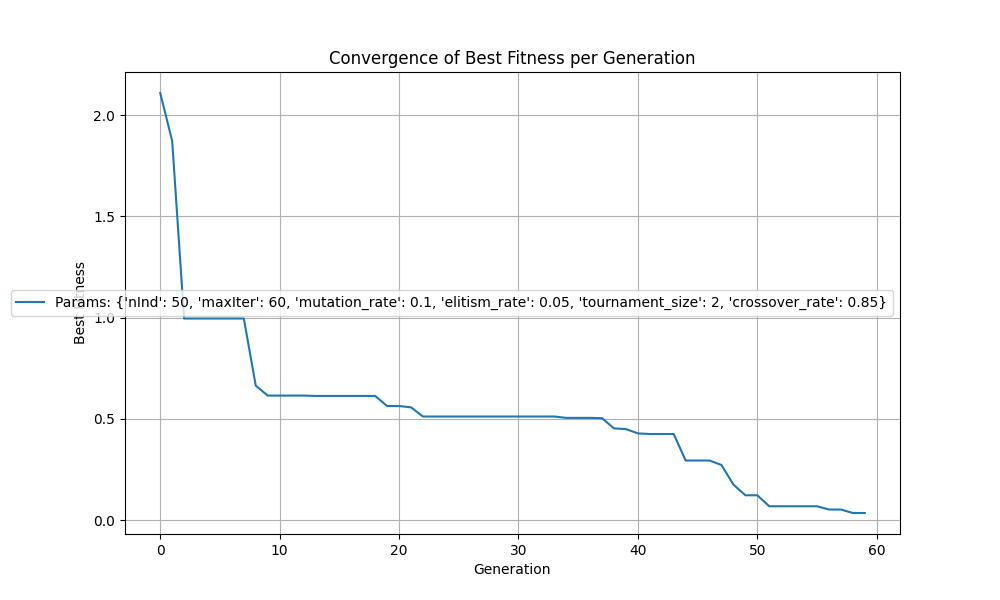 Convergence of Best Fitness per Generation
2.0
1.5
Best Fitness
Params: {'nInd': 50, 'maxIter': 60, 'mutation_rate': 0.1, 'elitism_rate': 0.05, 'tournament_size': 2, 'crossover_rate': 0.85}
1.0
0.5
0.0
0 10 20 30 40 50 60
Generation